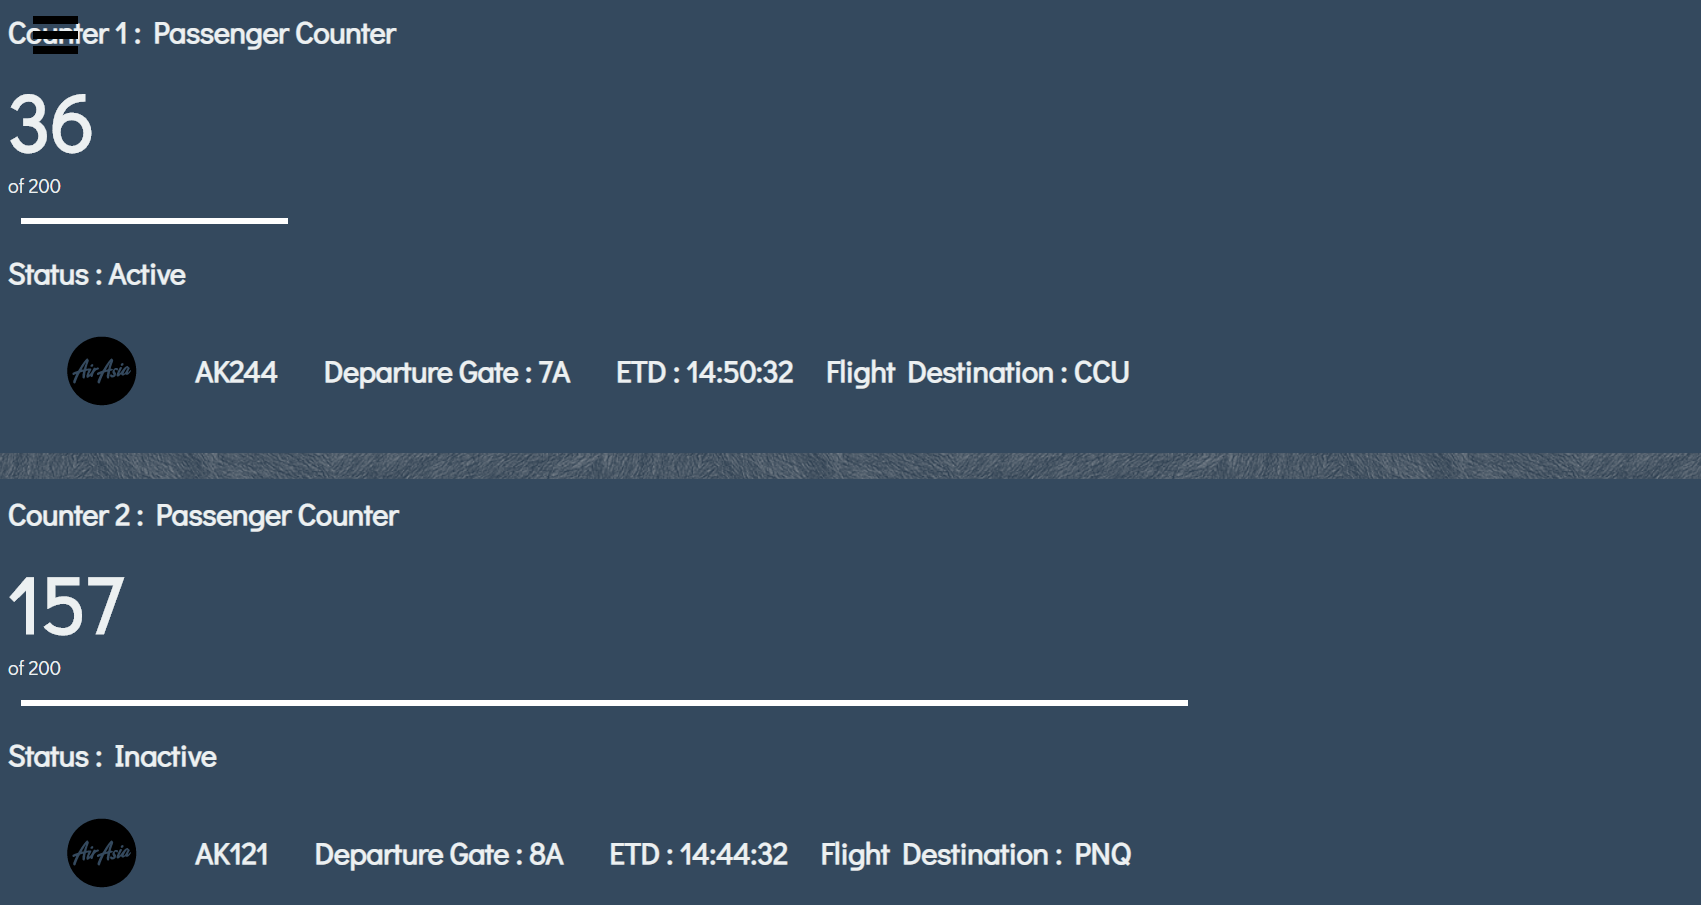 Counter 1 : Passenger Counter
36
of 200
Status : Active
AirAsia AK244 Departure Gate : 7A ETD : 14:50:32 Flight Destination : CCU
Counter 2 : Passenger Counter
157
of 200
Status : Inactive
AirAsia AK121 Departure Gate : 8A ETD : 14:44:32 Flight Destination : PNQ